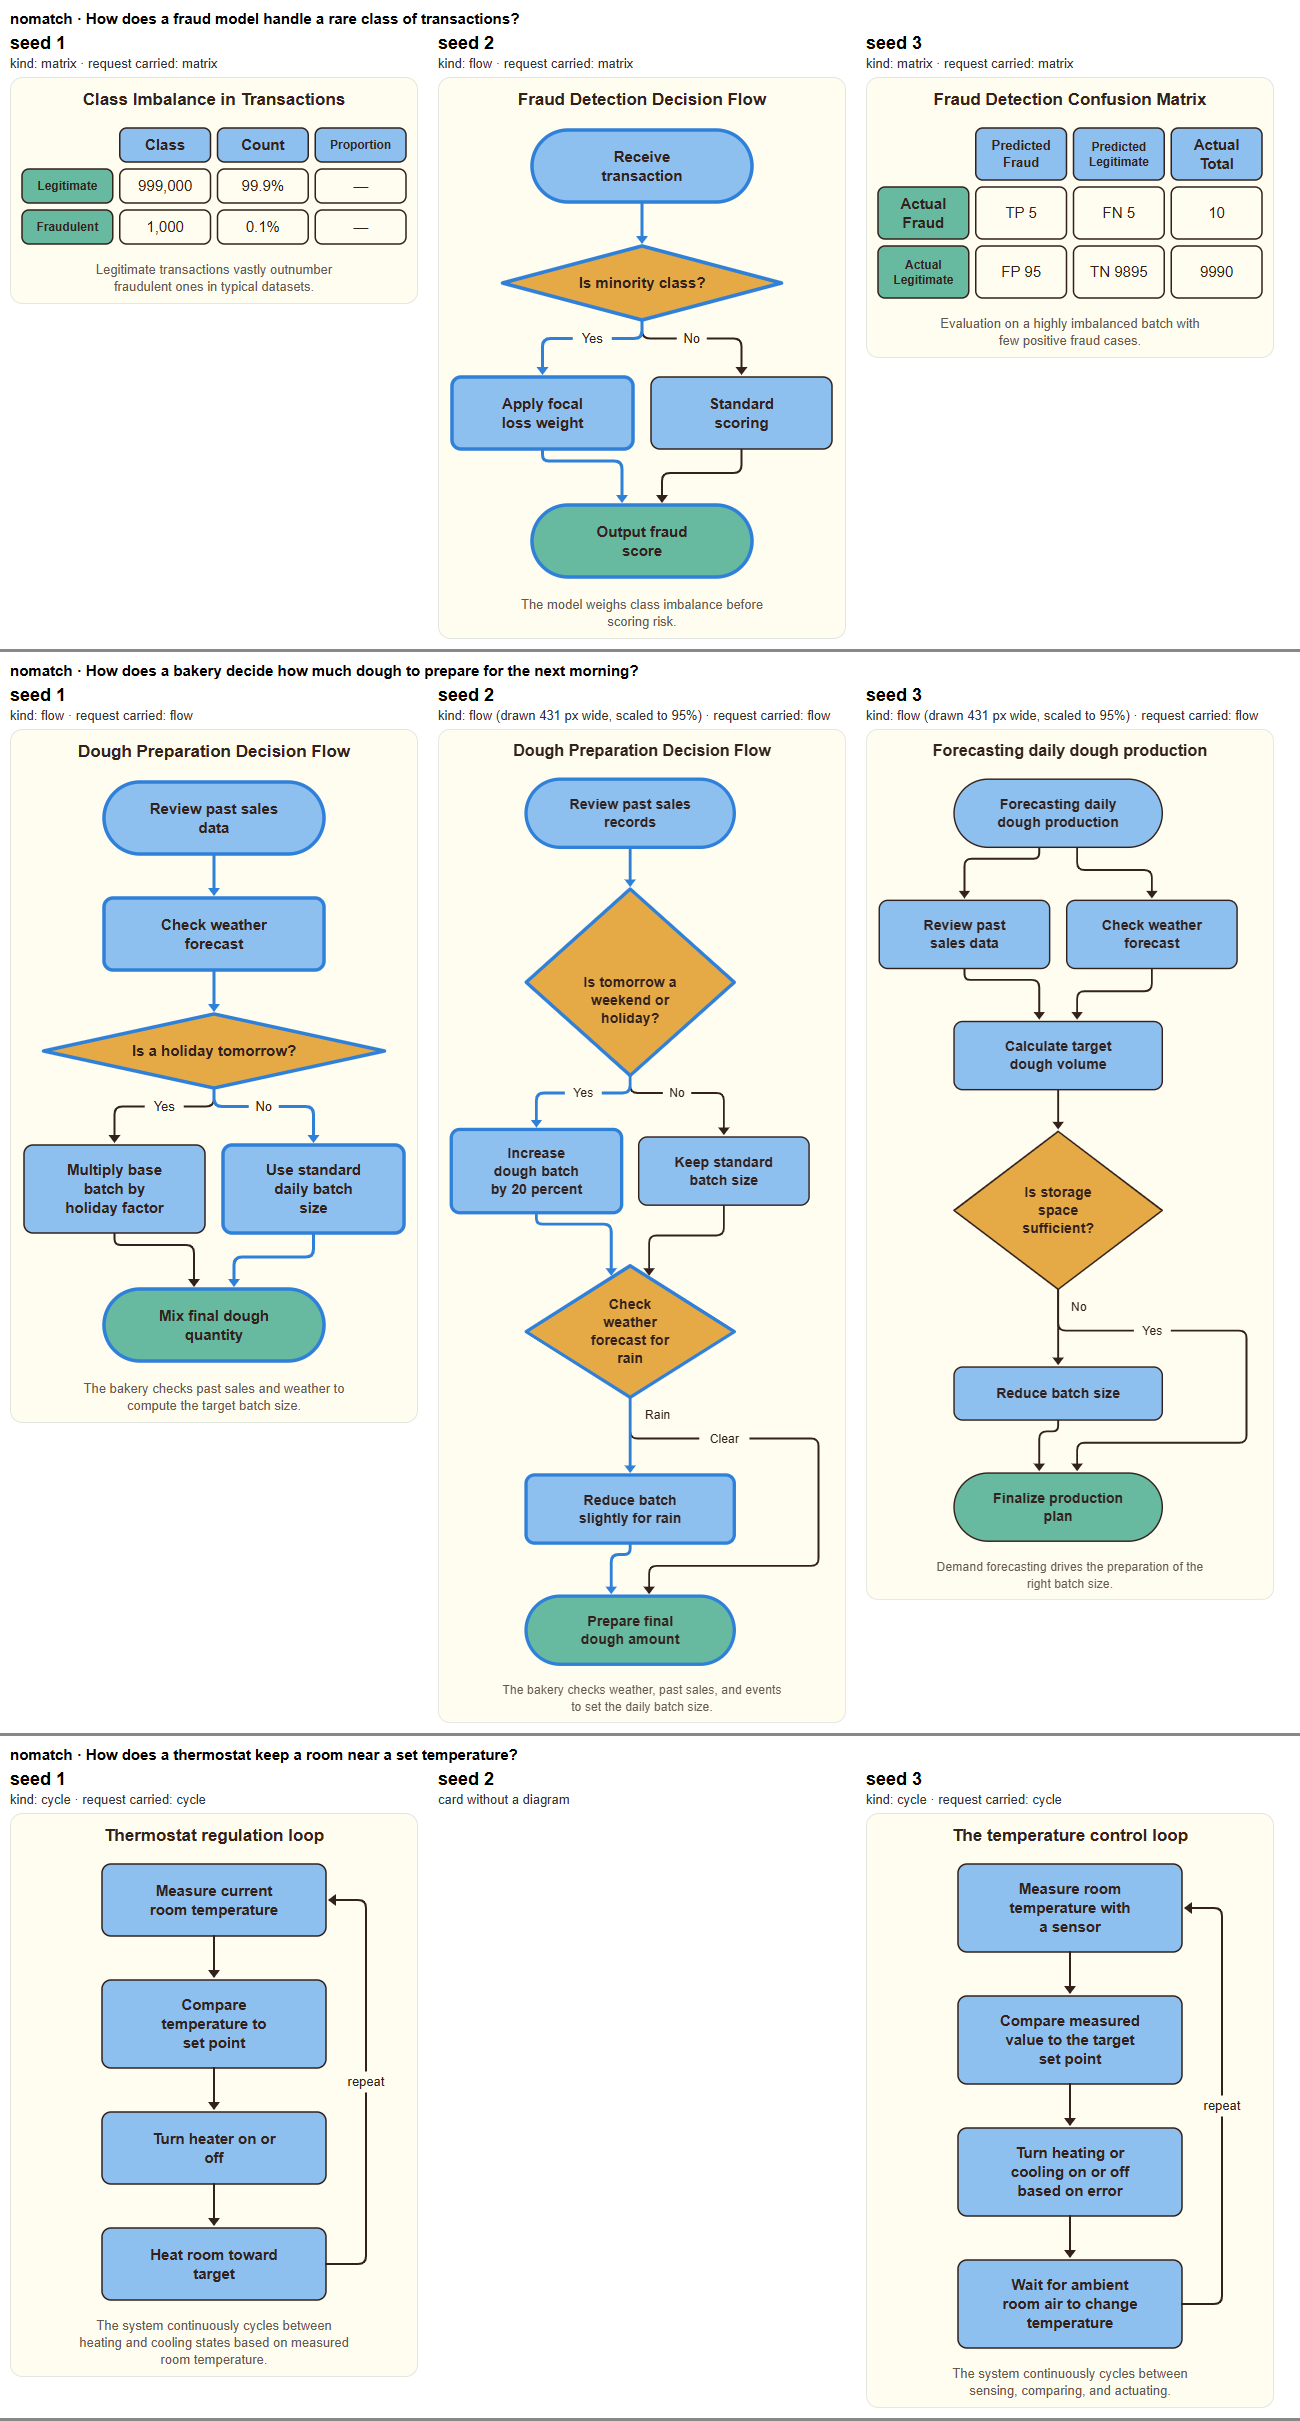 nomatch · How does a fraud model handle a rare class of transactions?
seed 1
kind: matrix · request carried: matrix
Class Imbalance in Transactions
Class
Count
Proportion
Legitimate
999,000
99.9%
—
Fraudulent
1,000
0.1%
—
Legitimate transactions vastly outnumber
fraudulent ones in typical datasets.
seed 2
kind: flow · request carried: matrix
Fraud Detection Decision Flow
Receive
transaction
Is minority class?
Yes
No
Apply focal
loss weight
Standard
scoring
Output fraud
score
The model weighs class imbalance before
scoring risk.
seed 3
kind: matrix · request carried: matrix
Fraud Detection Confusion Matrix
Predicted
Fraud
Predicted
Legitimate
Actual
Total
Actual
Fraud
TP 5
FN 5
10
Actual
Legitimate
FP 95
TN 9895
9990
Evaluation on a highly imbalanced batch with
few positive fraud cases.
nomatch · How does a bakery decide how much dough to prepare for the next morning?
seed 1
kind: flow · request carried: flow
Dough Preparation Decision Flow
Review past sales
data
Check weather
forecast
Is a holiday tomorrow?
Yes
No
Multiply base
batch by
holiday factor
Use standard
daily batch
size
Mix final dough
quantity
The bakery checks past sales and weather to
compute the target batch size.
seed 2
kind: flow (drawn 431 px wide, scaled to 95%) · request carried: flow
Dough Preparation Decision Flow
Review past sales
records
Is tomorrow a
weekend or
holiday?
Yes
No
Increase
dough batch
by 20 percent
Keep standard
batch size
Check
weather
forecast for
rain
Rain
Clear
Reduce batch
slightly for rain
Prepare final
dough amount
The bakery checks weather, past sales, and events
to set the daily batch size.
seed 3
kind: flow (drawn 431 px wide, scaled to 95%) · request carried: flow
Forecasting daily dough production
Forecasting daily
dough production
Review past
sales data
Check weather
forecast
Calculate target
dough volume
Is storage
space
sufficient?
No
Yes
Reduce batch size
Finalize production
plan
Demand forecasting drives the preparation of the
right batch size.
nomatch · How does a thermostat keep a room near a set temperature?
seed 1
kind: cycle · request carried: cycle
Thermostat regulation loop
Measure current
room temperature
Compare
temperature to
set point
repeat
Turn heater on or
off
Heat room toward
target
The system continuously cycles between
heating and cooling states based on measured
room temperature.
seed 2
card without a diagram
seed 3
kind: cycle · request carried: cycle
The temperature control loop
Measure room
temperature with
a sensor
Compare measured
value to the target
set point
repeat
Turn heating or
cooling on or off
based on error
Wait for ambient
room air to change
temperature
The system continuously cycles between
sensing, comparing, and actuating.